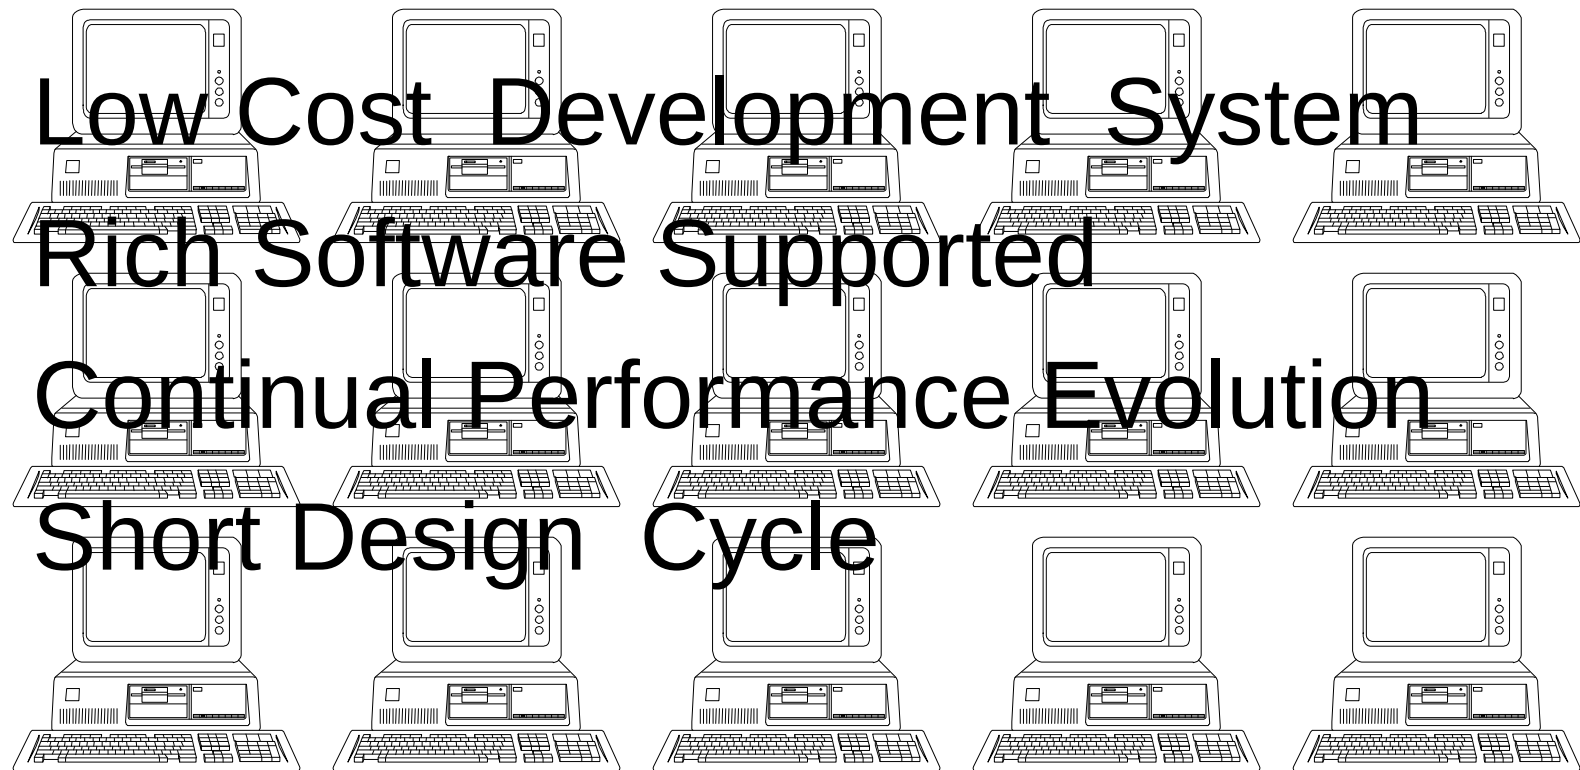 Low Cost  Development  System
Rich Software Supported
Continual Performance Evolution
Short Design  Cycle